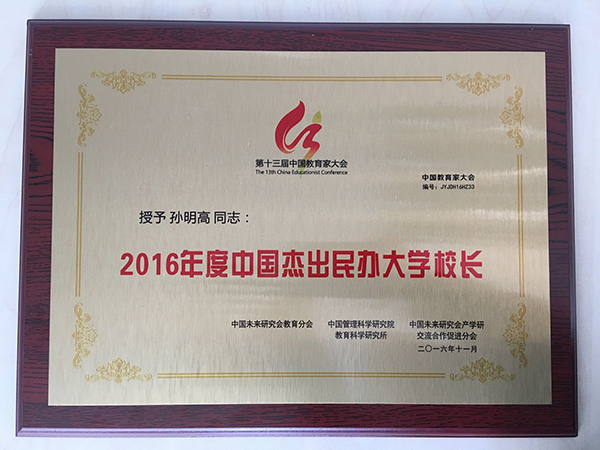 第十三届中国教育家大会
The 13th China Educationist Conference
中国教育家大会
编号：JYJDH16HZ33
授予 孙明高 同志：
2016年度中国杰出民办大学校长
中国未来研究会教育分会
中国管理科学研究院
教育科学研究所
中国未来研究会产学研
交流合作促进分会
二〇一六年十一月